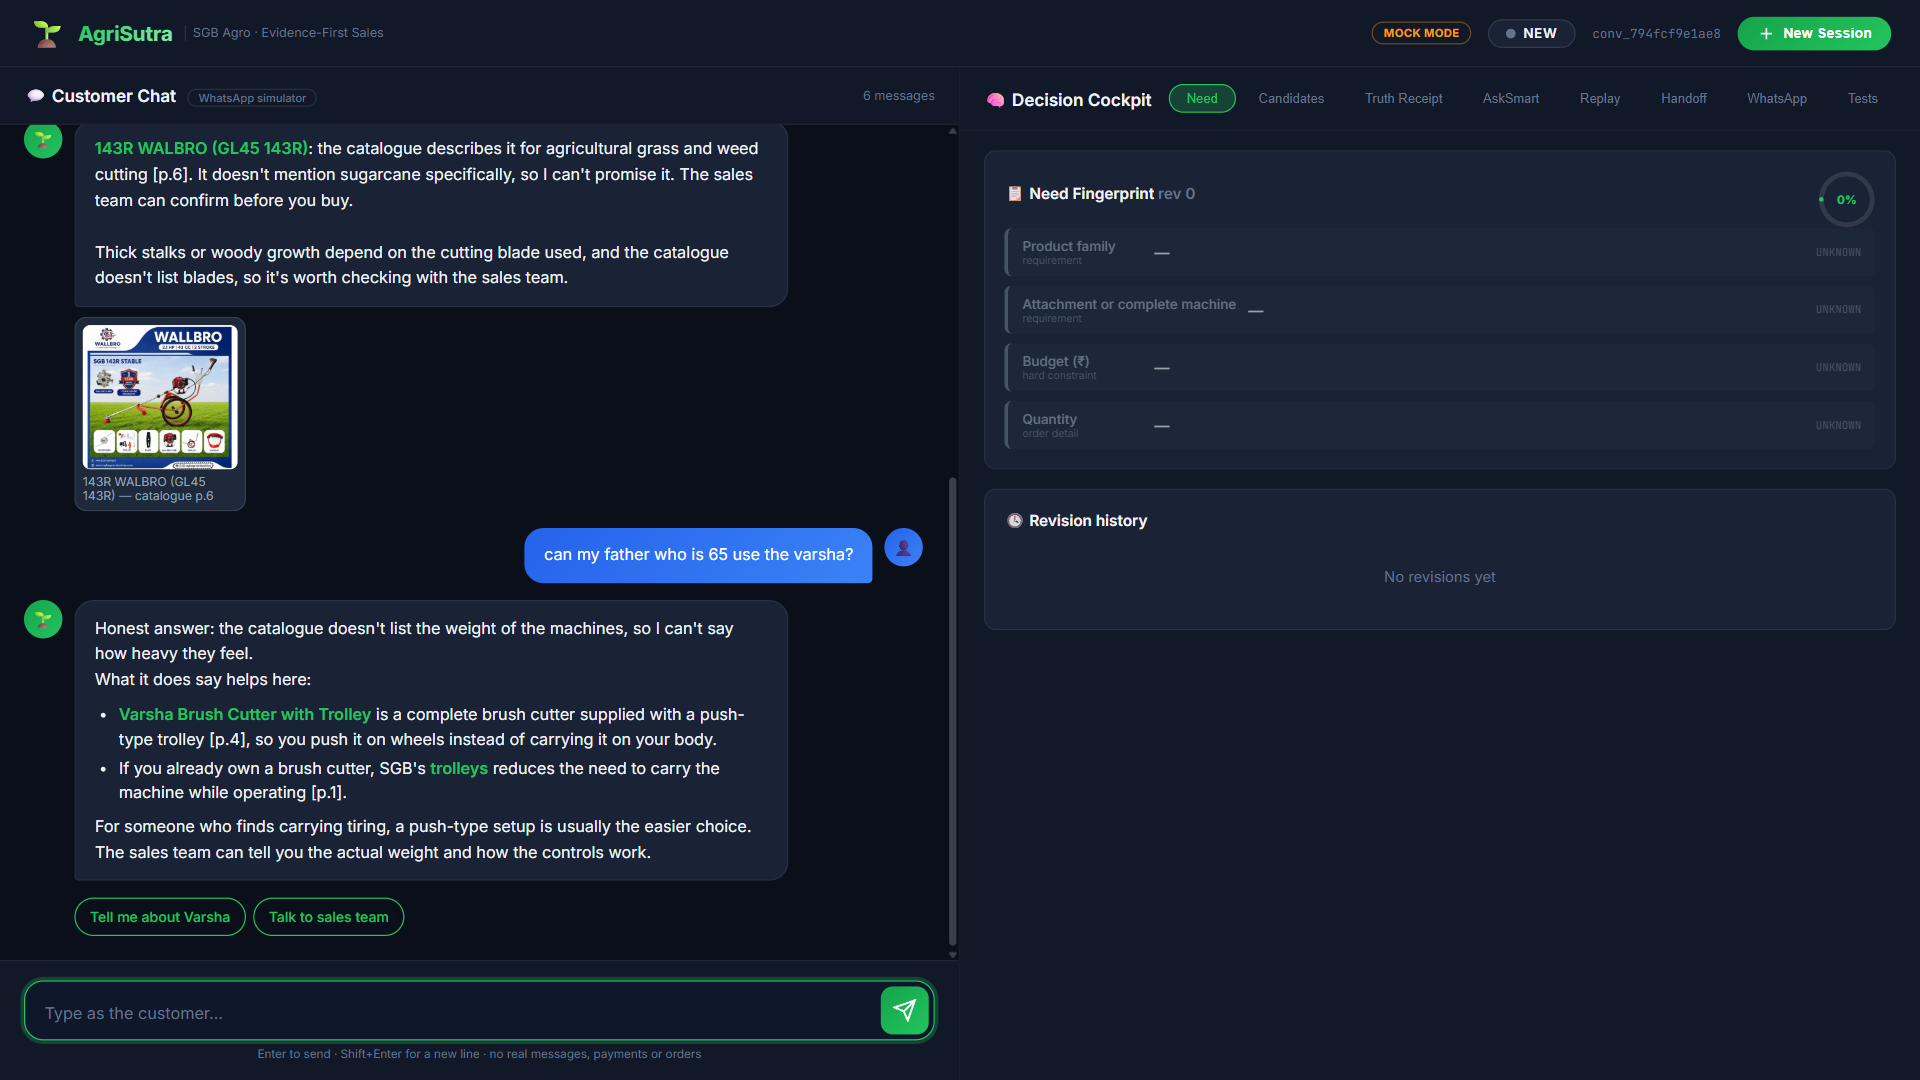 AgriSutra
SGB Agro · Evidence-First Sales
MOCK MODE
NEW
conv_794fcf9e1ae8
New Session
Customer Chat
WhatsApp simulator
6 messages
143R WALBRO (GL45 143R): the catalogue describes it for agricultural grass and weed
cutting [p.6]. It doesn't mention sugarcane specifically, so I can't promise it. The sales
team can confirm before you buy.
Thick stalks or woody growth depend on the cutting blade used, and the catalogue
doesn't list blades, so it's worth checking with the sales team.
WALLBRO
WALLBRO
2.2 HP | 43 CC | 2 STROKE
SGB 143R STABLE
143R WALBRO (GL45
143R) — catalogue p.6
can my father who is 65 use the varsha?
Honest answer: the catalogue doesn't list the weight of the machines, so I can't say
how heavy they feel.
What it does say helps here:
• Varsha Brush Cutter with Trolley is a complete brush cutter supplied with a push-
type trolley [p.4], so you push it on wheels instead of carrying it on your body.
• If you already own a brush cutter, SGB's trolleys reduces the need to carry the
machine while operating [p.1].
For someone who finds carrying tiring, a push-type setup is usually the easier choice.
The sales team can tell you the actual weight and how the controls work.
Tell me about Varsha
Talk to sales team
Type as the customer...
Enter to send · Shift+Enter for a new line · no real messages, payments or orders
Decision Cockpit
Need
Candidates
Truth Receipt
AskSmart
Replay
Handoff
WhatsApp
Tests
Need Fingerprint rev 0
0%
Product family
requirement
—
UNKNOWN
Attachment or complete machine
requirement
—
UNKNOWN
Budget (₹)
hard constraint
—
UNKNOWN
Quantity
order detail
—
UNKNOWN
Revision history
No revisions yet